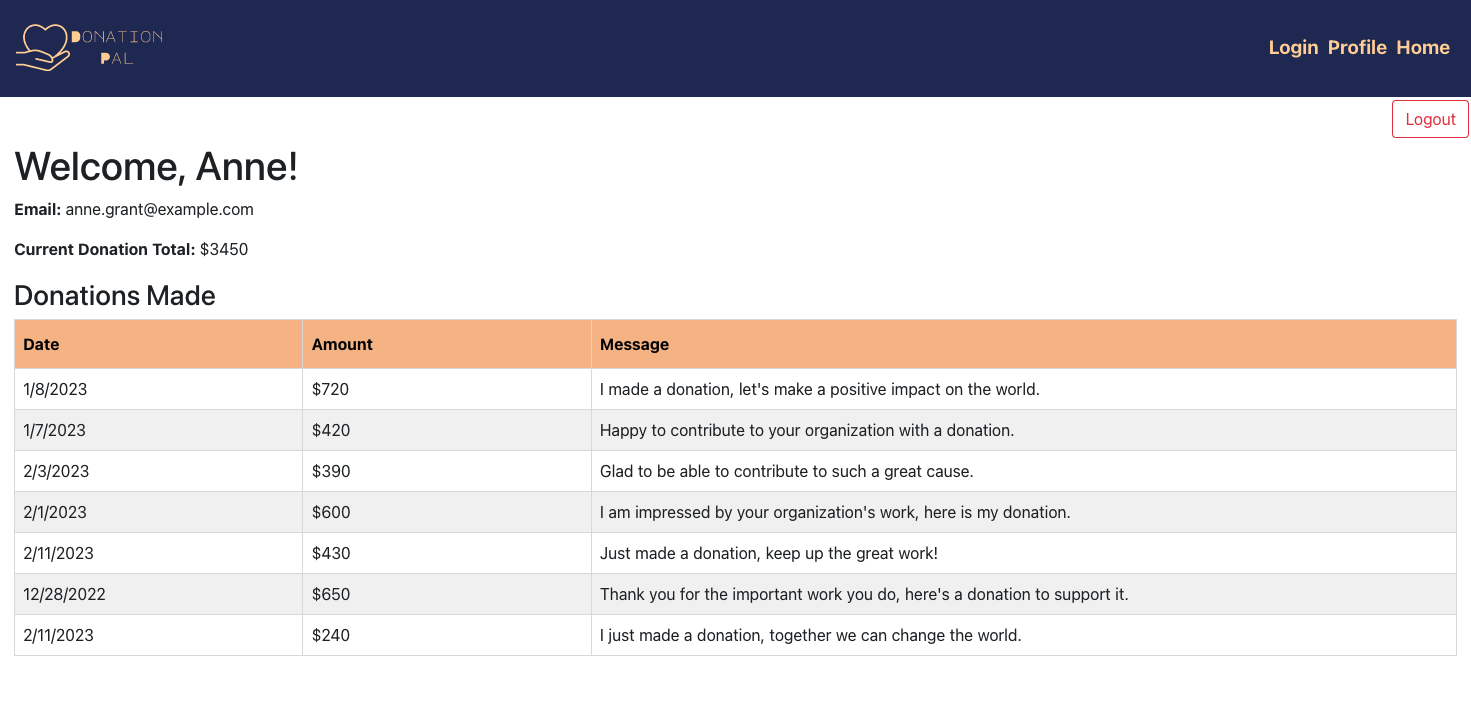 DONATION
PAL
Login Profile Home
Logout
Welcome, Anne!
Email: anne.grant@example.com
Current Donation Total: $3450
Donations Made
Date Amount Message
1/8/2023 $720 I made a donation, let's make a positive impact on the world.
1/7/2023 $420 Happy to contribute to your organization with a donation.
2/3/2023 $390 Glad to be able to contribute to such a great cause.
2/1/2023 $600 I am impressed by your organization's work, here is my donation.
2/11/2023 $430 Just made a donation, keep up the great work!
12/28/2022 $650 Thank you for the important work you do, here's a donation to support it.
2/11/2023 $240 I just made a donation, together we can change the world.